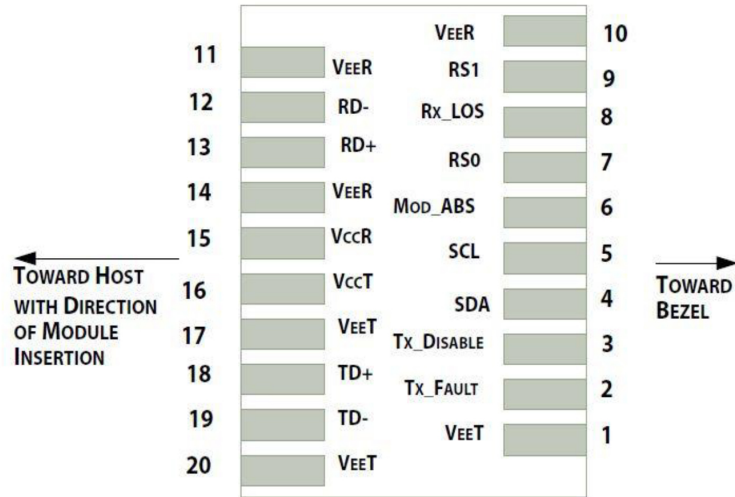 VEER 10
11 VEER
RS1 9
12 RD-
RX_LOS 8
13 RD+
RS0 7
14 VEER
MOD_ABS 6
15 VCCR
SCL 5
16 VCCT
SDA 4
17 VEET
TX_DISABLE 3
18 TD+
TX_FAULT 2
19 TD-
VEET 1
20 VEET
TOWARD HOST
WITH DIRECTION
OF MODULE
INSERTION
TOWARD
BEZEL